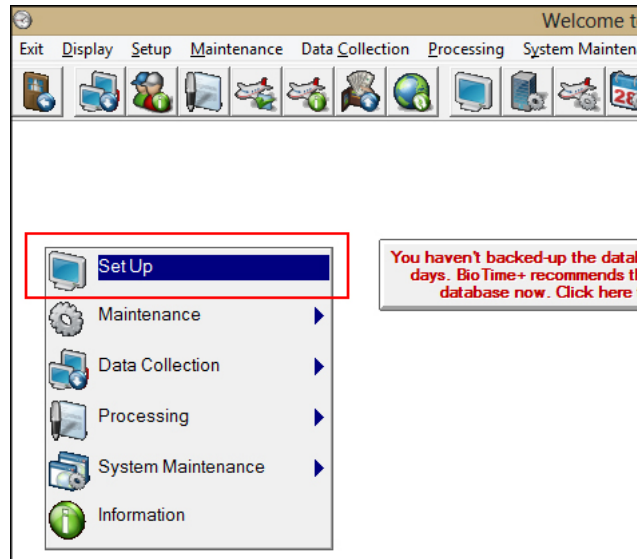 Welcome t
Exit Display Setup Maintenance Data Collection Processing System Mainten
28
You haven't backed-up the datal
days. BioTime+ recommends t
database now. Click here
Set Up
Maintenance
Data Collection
Processing
System Maintenance
Information